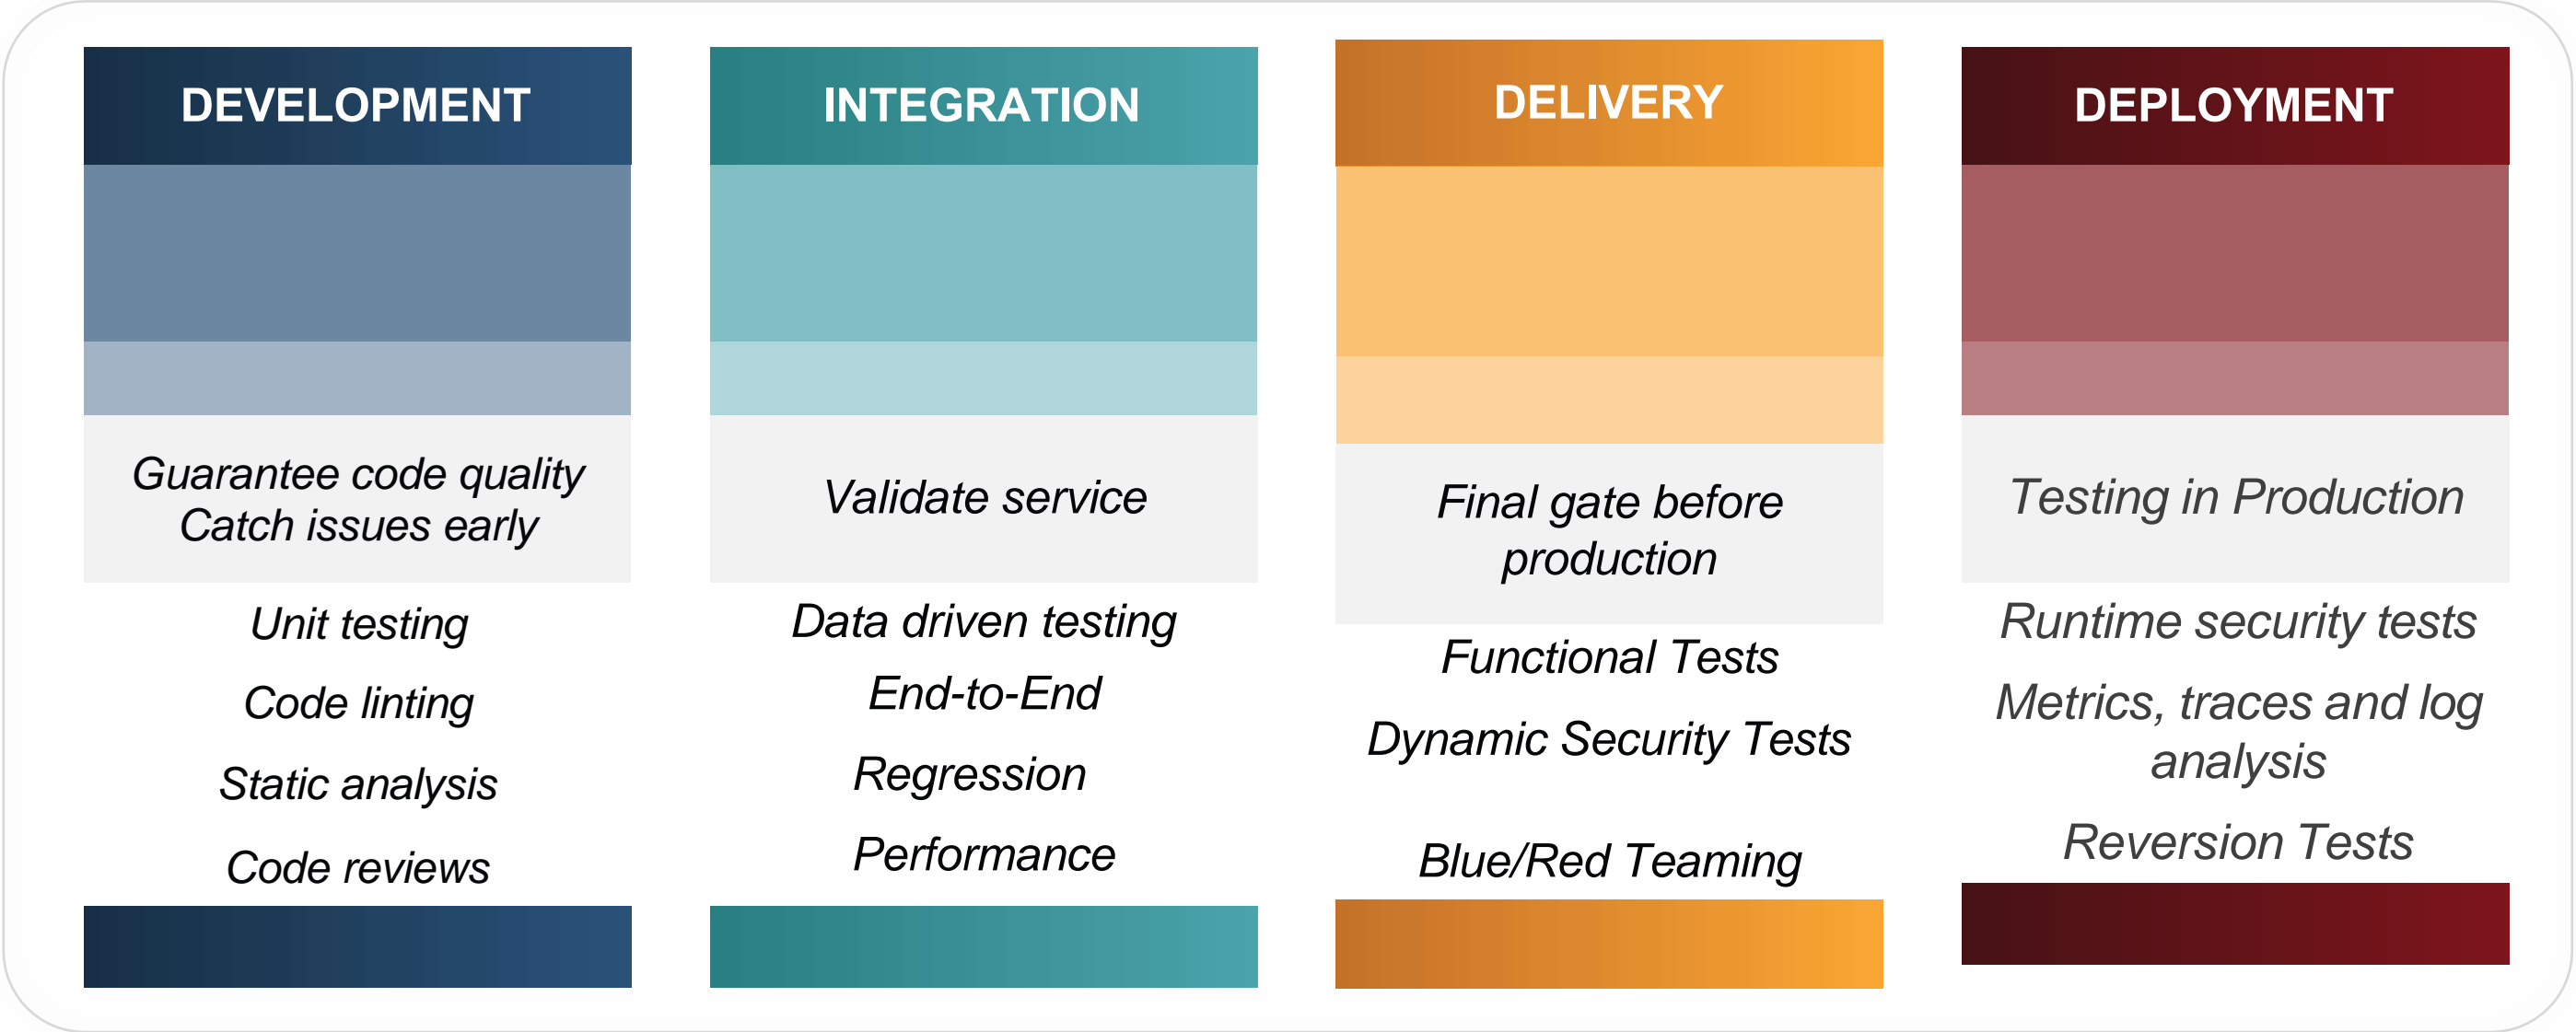 DEVELOPMENT
Guarantee code quality
Catch issues early
Unit testing
Code linting
Static analysis
Code reviews
INTEGRATION
Validate service
Data driven testing
End-to-End
Regression
Performance
DELIVERY
Final gate before
production
Functional Tests
Dynamic Security Tests
Blue/Red Teaming
DEPLOYMENT
Testing in Production
Runtime security tests
Metrics, traces and log
analysis
Reversion Tests